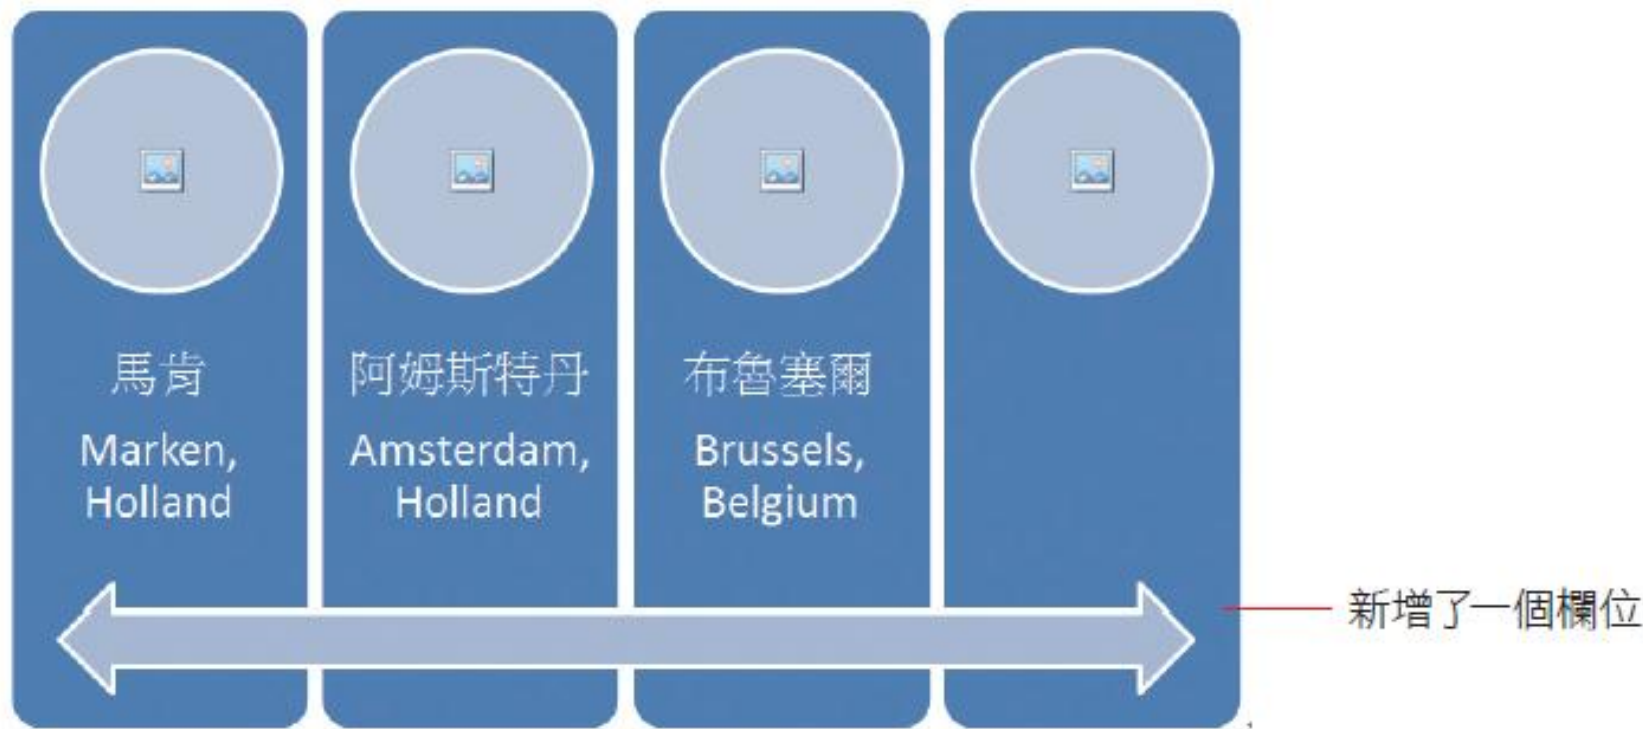 馬肯
Marken,
Holland
阿姆斯特丹
Amsterdam,
Holland
布魯塞爾
Brussels,
Belgium
新增了一個欄位